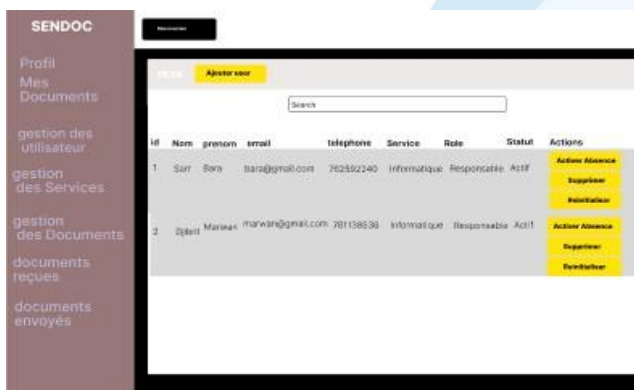 SENDOC
Profil
Mes
Documents
gestion des
utilisateur
gestion
des Services
gestion
des Documents
documents
reçues
documents
envoyés
Ajouter user
Search
id Nom prenom email telephone Service Role Statut Actions
1 Sarr Bara bara@gmail.com 762592240 Informatique Responsable Actif
Activer Absence
Supprimer
Reinitialiser
2 Marwan marwan@gmail.com 781138536 Informatique Responsable Actif
Activer Absence
Supprimer
Reinitialiser